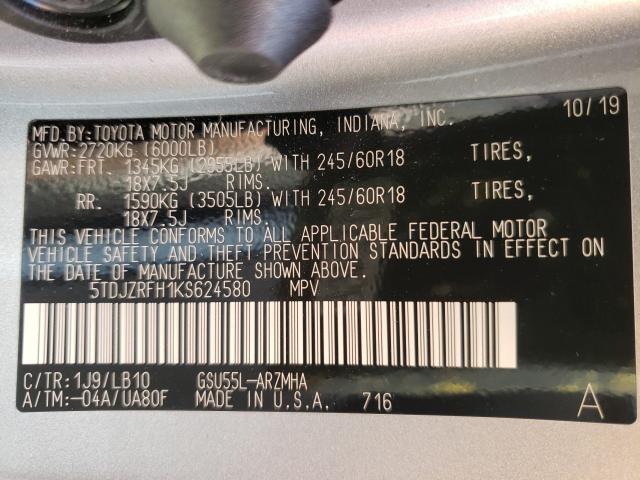 MFD.BY:TOYOTA MOTOR MANUFACTURING, INDIANA, INC. 10/19
GVWR:2720KG (6000LB)
GAWR:FRT. 1345KG (2955LB) WITH 245/60R18 TIRES,
18X7.5J RIMS.
RR. 1590KG (3505LB) WITH 245/60R18 TIRES,
18X7.5J RIMS.
THIS VEHICLE CONFORMS TO ALL APPLICABLE FEDERAL MOTOR
VEHICLE SAFETY AND THEFT PREVENTION STANDARDS IN EFFECT ON
THE DATE OF MANUFACTURE SHOWN ABOVE.
5TDJZRFH1KS624580 MPV
C/TR:1J9/LB10 GSU55L-ARZMHA
A/TM:-04A/UA80F MADE IN U.S.A. 716 A